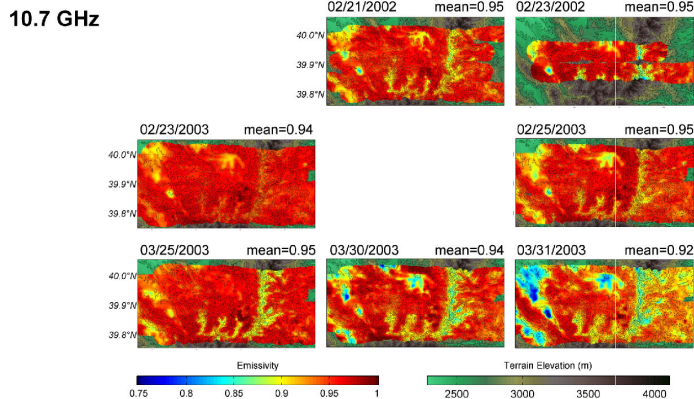 10.7 GHz
02/21/2002 mean=0.95
02/23/2002 mean=0.95
40.0°N
39.9°N
39.8°N
02/23/2003 mean=0.94
02/25/2003 mean=0.95
40.0°N
39.9°N
39.8°N
03/25/2003 mean=0.95
03/30/2003 mean=0.94
03/31/2003 mean=0.92
40.0°N
39.9°N
39.8°N
Emissivity
Terrain Elevation (m)
0.75 0.8 0.85 0.9 0.95 1
2500 3000 3500 4000